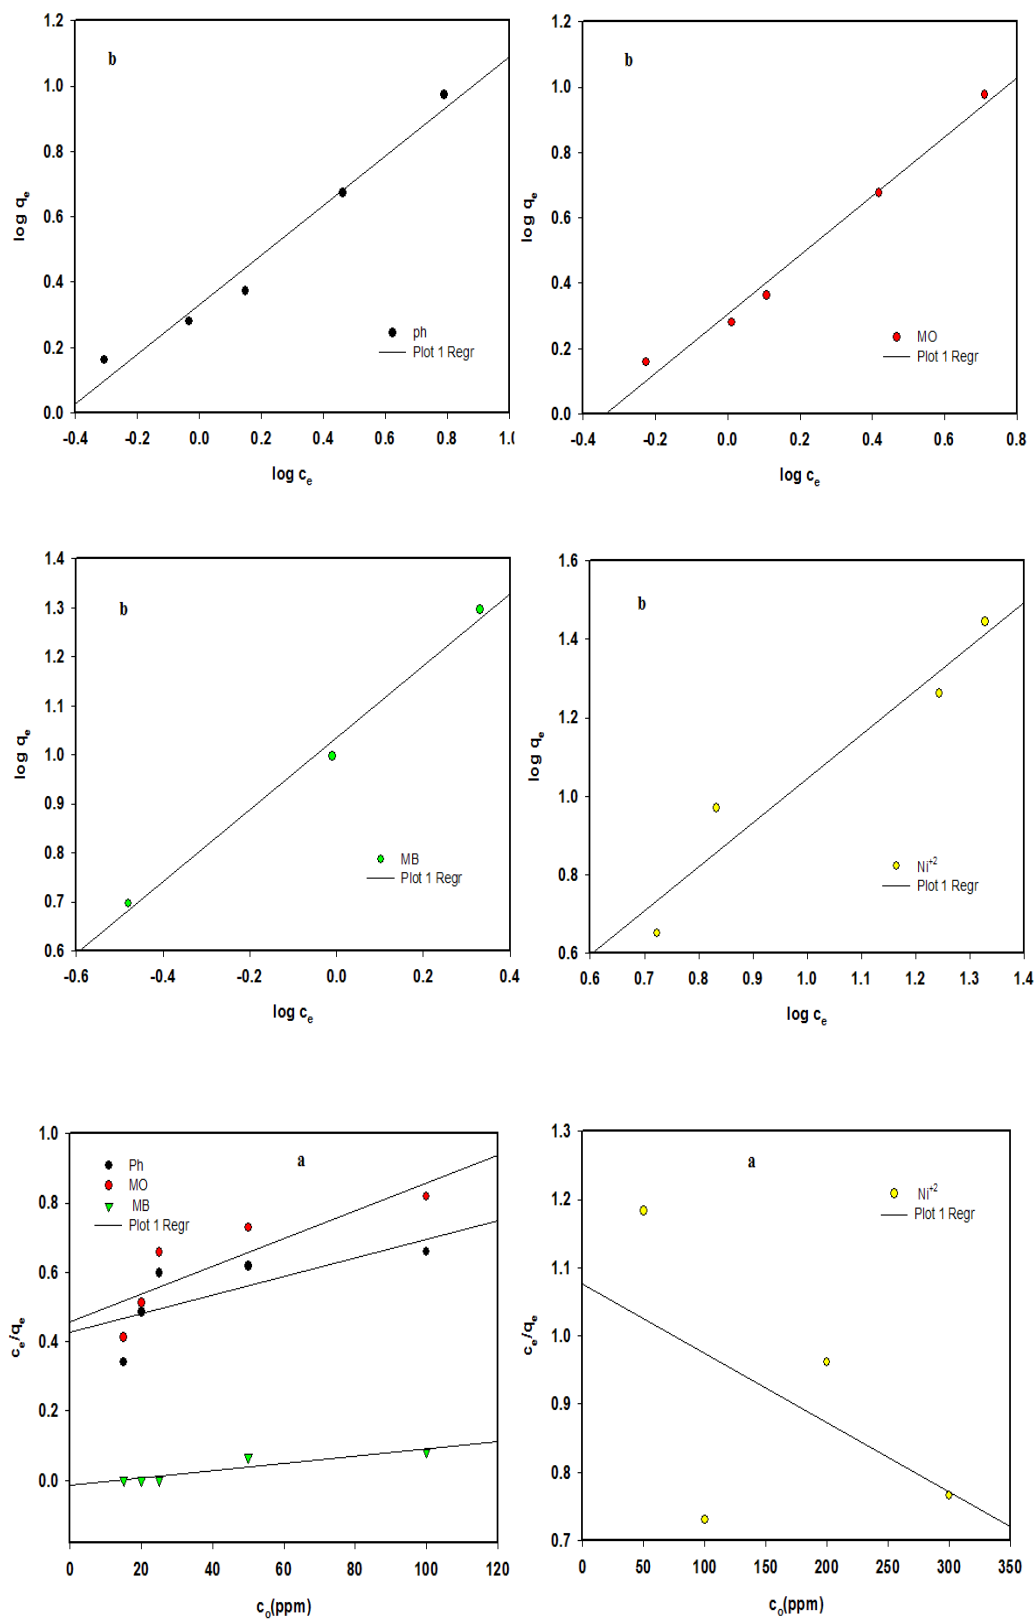 1.2
b
1.0
0.8
log qₑ
0.6
0.4
ph
Plot 1 Regr
0.2
0.0
-0.4 -0.2 0.0 0.2 0.4 0.6 0.8 1.0
log cₑ
1.2
b
1.0
0.8
log qₑ
0.6
0.4
MO
Plot 1 Regr
0.2
0.0
-0.4 -0.2 0.0 0.2 0.4 0.6 0.8
log cₑ
1.4
1.3
b
1.2
1.1
log qₑ
1.0
0.9
MB
0.8
Plot 1 Regr
0.7
0.6
-0.6 -0.4 -0.2 0.0 0.2 0.4
log cₑ
1.6
b
1.4
1.2
log qₑ
1.0
Ni⁺²
0.8
Plot 1 Regr
0.6
0.6 0.7 0.8 0.9 1.0 1.1 1.2 1.3 1.4
log cₑ
1.0
a
Ph
MO
MB
0.8
Plot 1 Regr
0.6
cₑ/qₑ
0.4
0.2
0.0
0 20 40 60 80 100 120
cₒ(ppm)
1.3
a
Ni⁺²
1.2
Plot 1 Regr
1.1
1.0
cₑ/qₑ
0.9
0.8
0.7
0 50 100 150 200 250 300 350
cₒ(ppm)